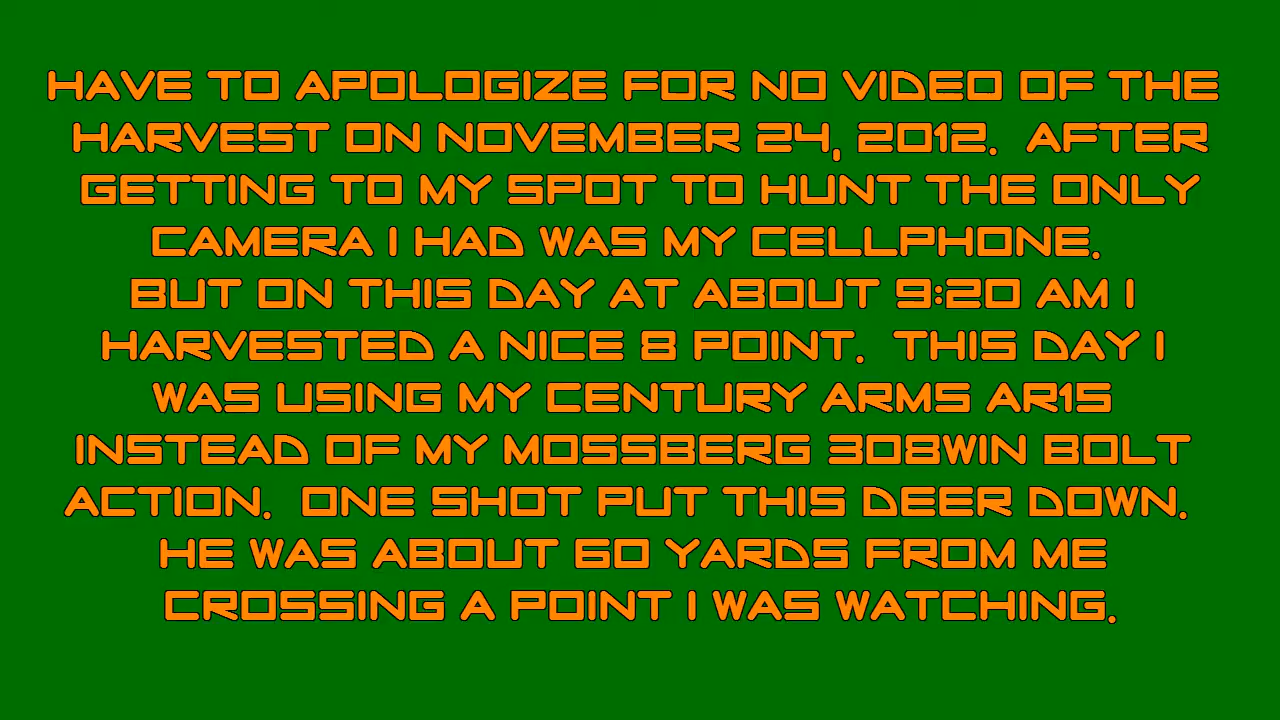 HAVE TO APOLOGIZE FOR NO VIDEO OF THE
HARVEST ON NOVEMBER 24, 2012.  AFTER
GETTING TO MY SPOT TO HUNT THE ONLY
CAMERA I HAD WAS MY CELLPHONE.
BUT ON THIS DAY AT ABOUT 9:20 AM I
HARVESTED A NICE 8 POINT.  THIS DAY I
WAS USING MY CENTURY ARMS AR15
INSTEAD OF MY MOSSBERG 308WIN BOLT
ACTION.  ONE SHOT PUT THIS DEER DOWN.
HE WAS ABOUT 60 YARDS FROM ME
CROSSING A POINT I WAS WATCHING.